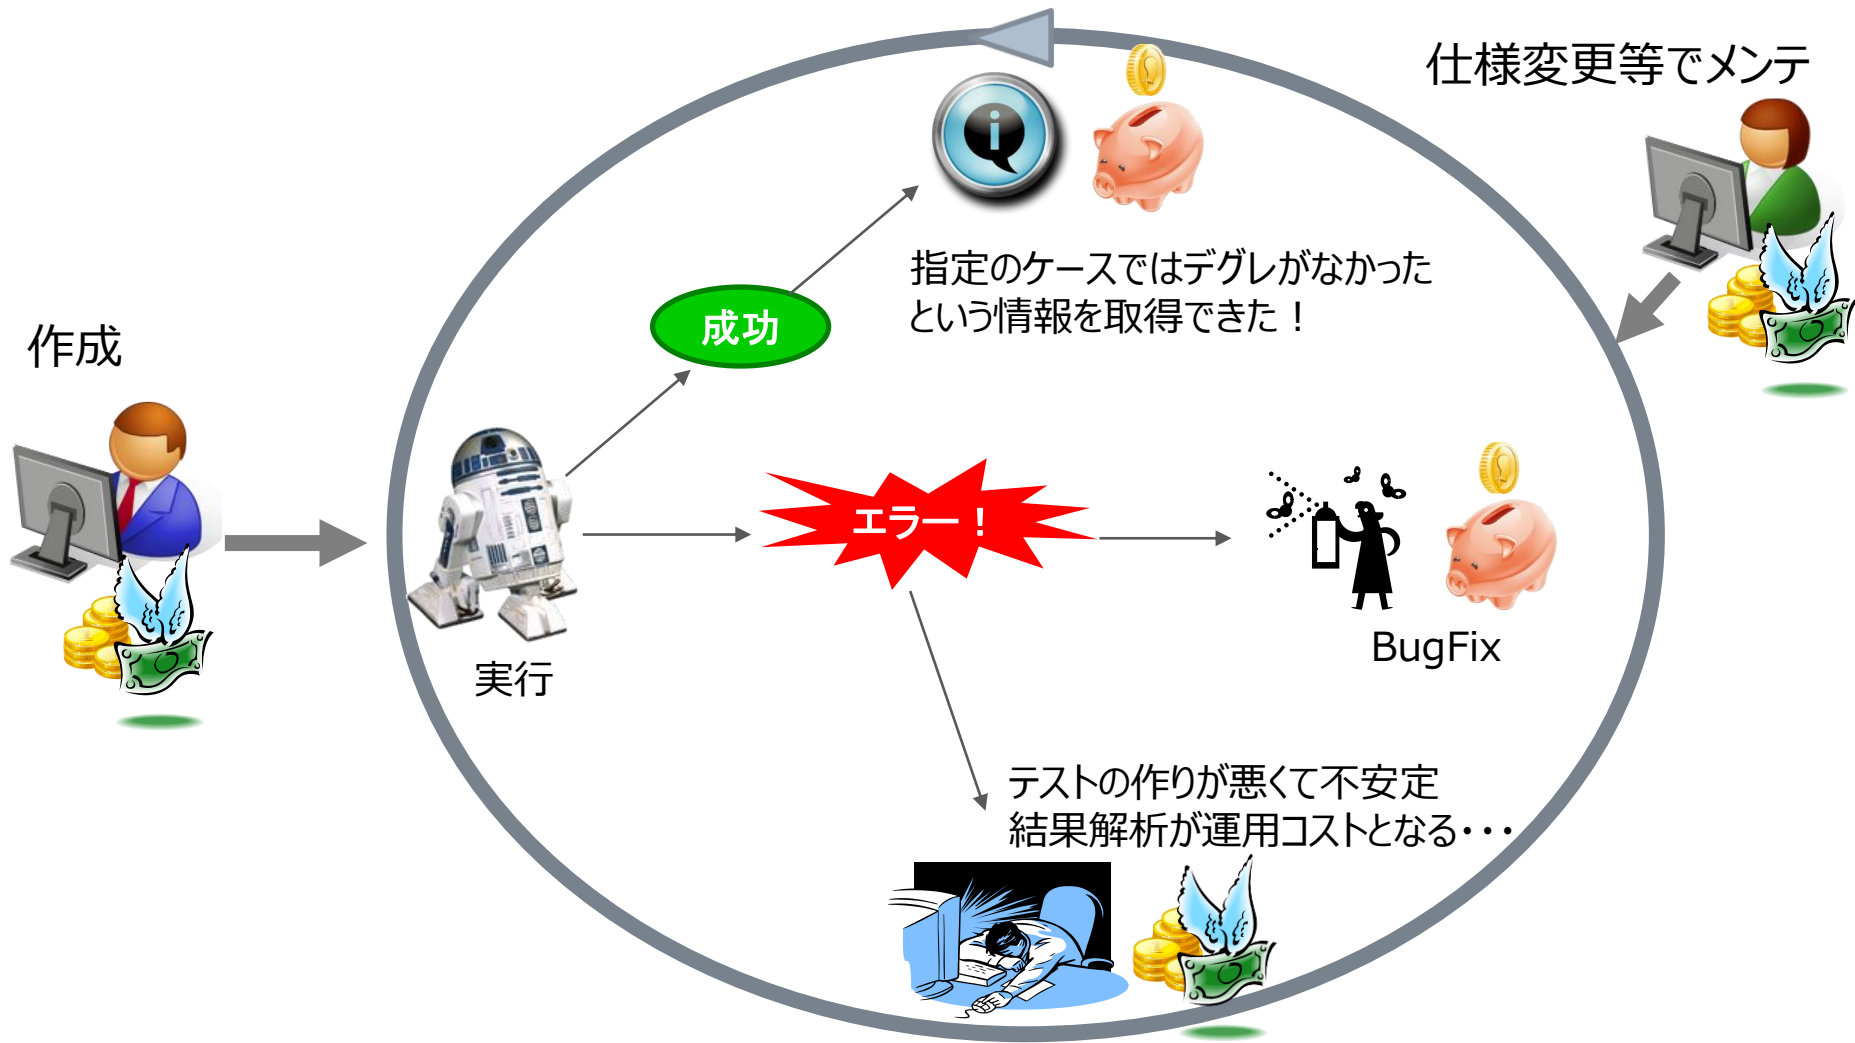 仕様変更等でメンテ
指定のケースではデグレがなかった
という情報を取得できた！
成功
作成
エラー！
BugFix
実行
テストの作りが悪くて不安定
結果解析が運用コストとなる・・・